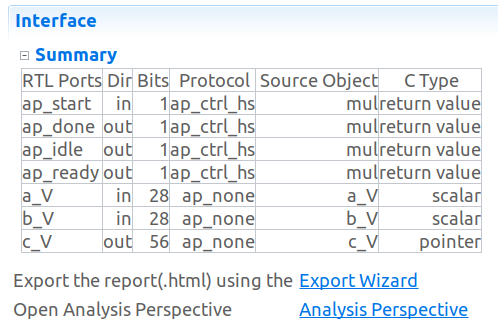 Interface
Summary
RTL Ports Dir Bits Protocol Source Object C Type
ap_start in 1 ap_ctrl_hs mul return value
ap_done out 1 ap_ctrl_hs mul return value
ap_idle out 1 ap_ctrl_hs mul return value
ap_ready out 1 ap_ctrl_hs mul return value
a_V in 28 ap_none a_V scalar
b_V in 28 ap_none b_V scalar
c_V out 56 ap_none c_V pointer
Export the report(.html) using the Export Wizard
Open Analysis Perspective Analysis Perspective